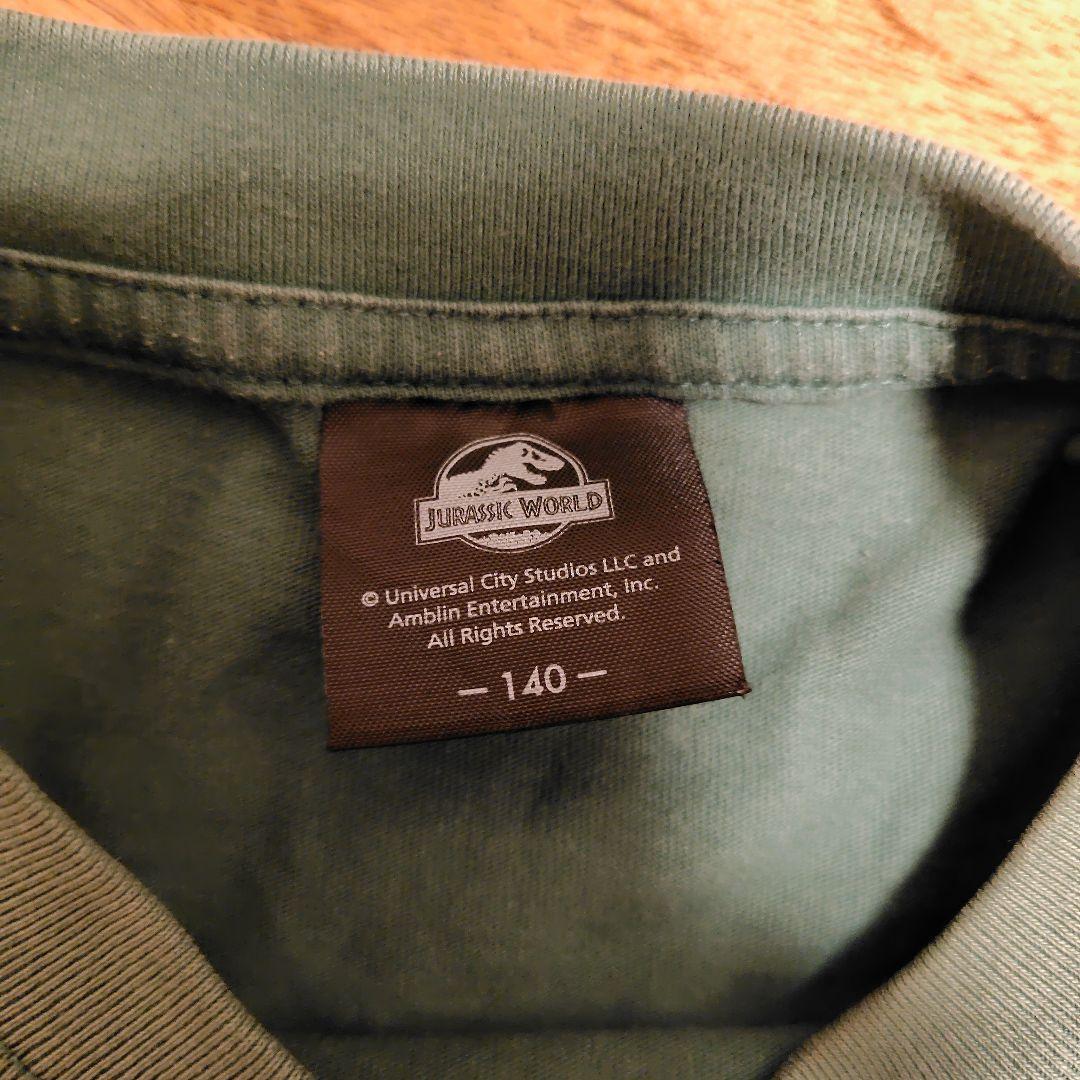 JURASSIC WORLD
© Universal City Studios LLC and
Amblin Entertainment, Inc.
All Rights Reserved.
— 140 —